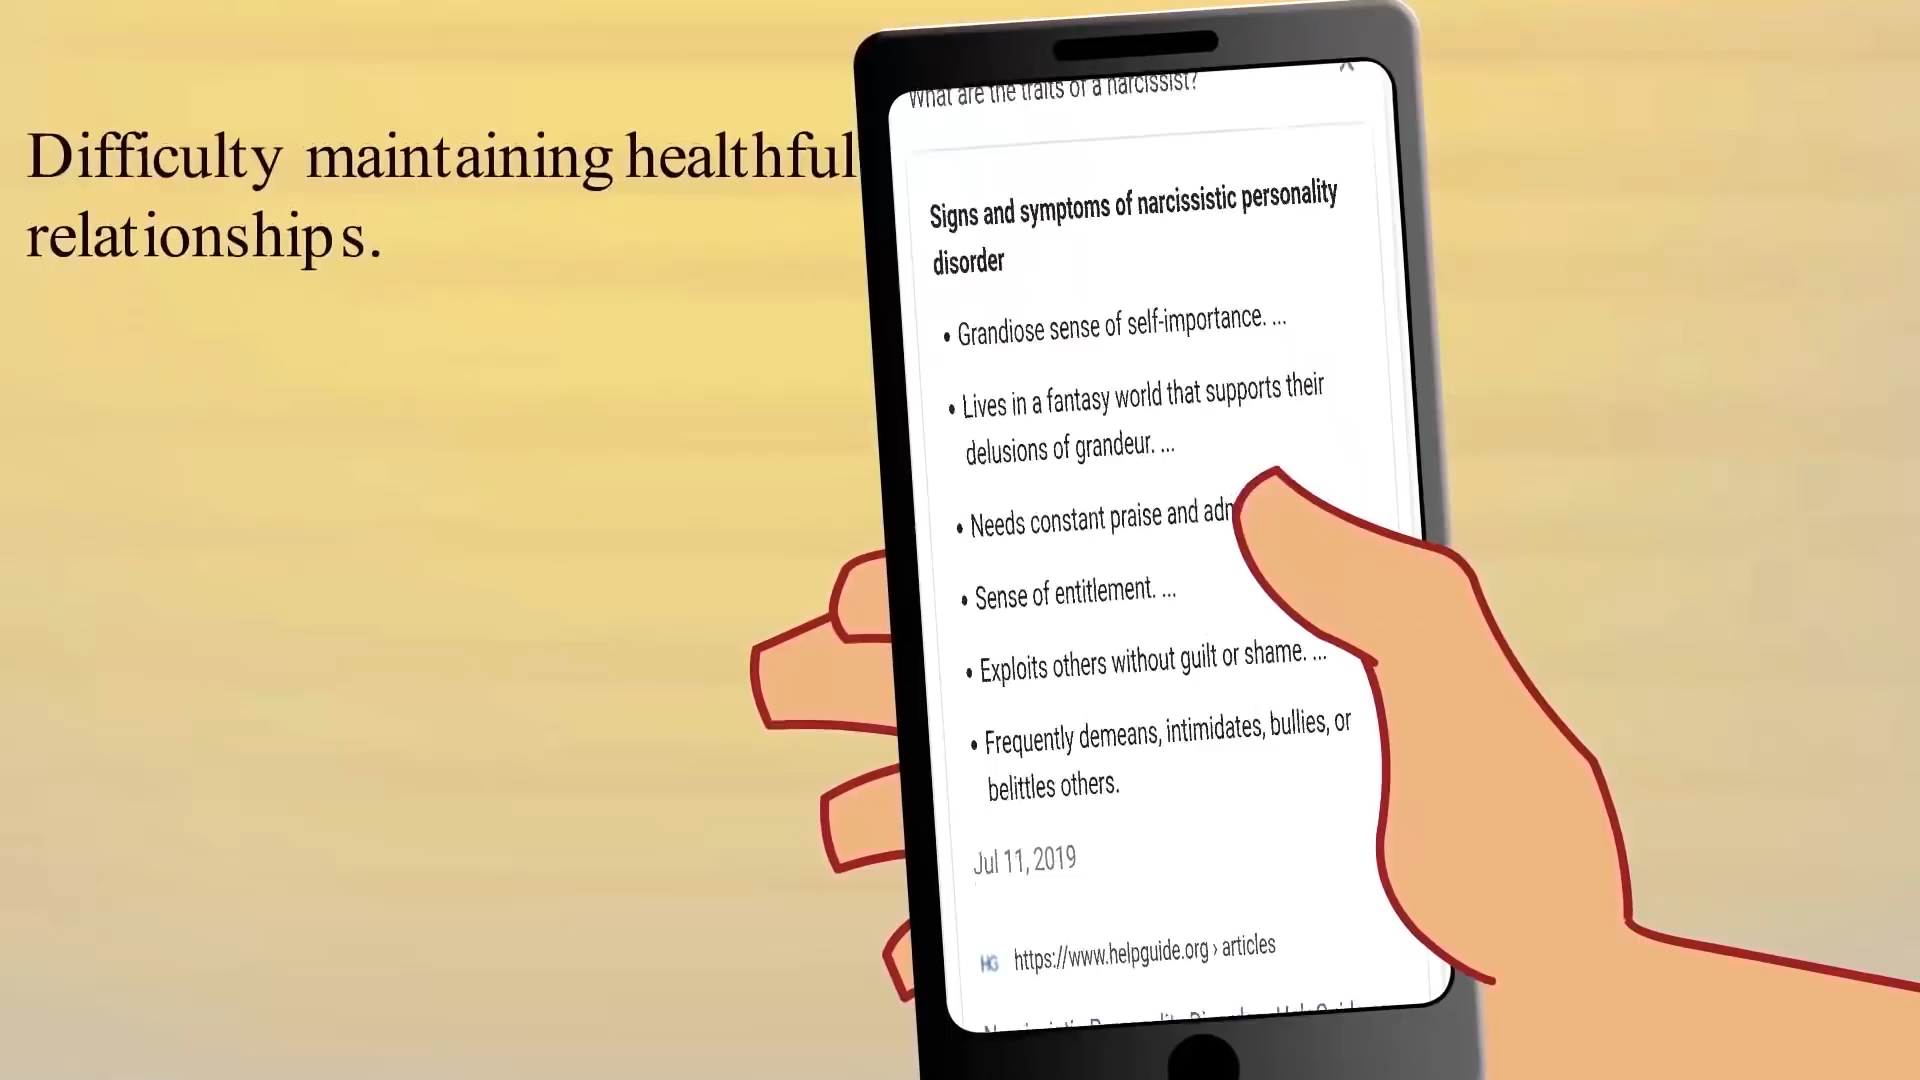 Difficulty maintaining healthful
relationships.
What are the traits of a narcissist?
Signs and symptoms of narcissistic personality
disorder
• Grandiose sense of self-importance. ...
• Lives in a fantasy world that supports their
delusions of grandeur. ...
• Needs constant praise and
• Sense of entitlement. ...
• Exploits others without guilt or shame. ...
• Frequently demeans, intimidates, bullies, or
belittles others.
Jul 11, 2019
HG https://www.helpguide.org › articles